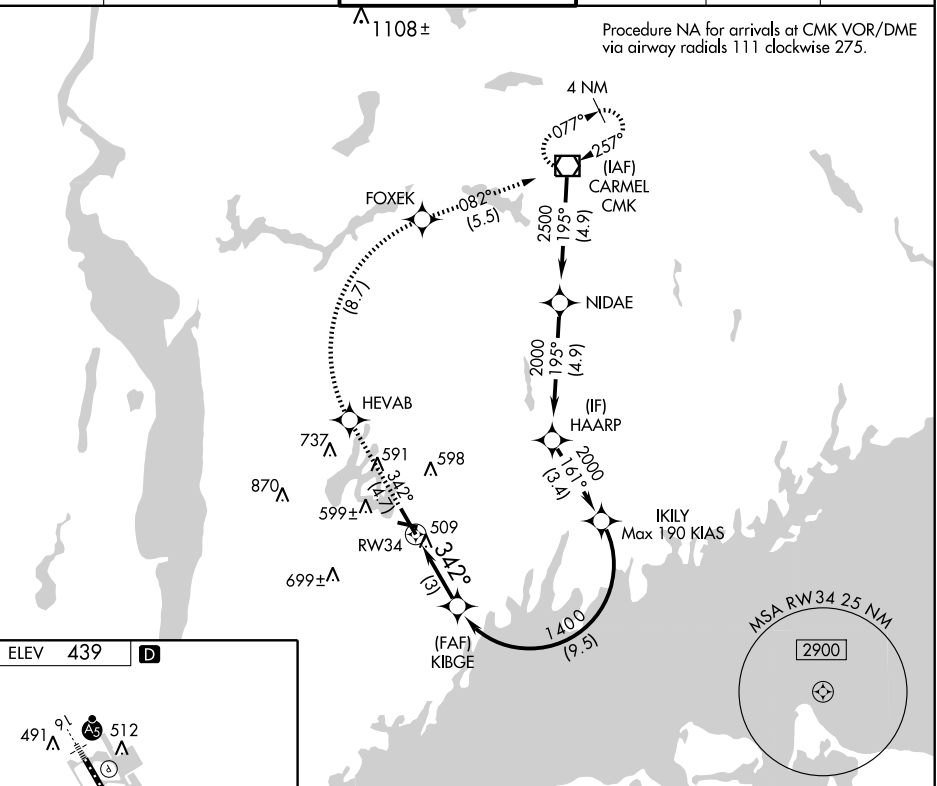 1108±
Procedure NA for arrivals at CMK VOR/DME
via airway radials 111 clockwise 275.
4 NM
077°
257°
(IAF)
CARMEL
CMK
FOXEK
082°
(5.5)
2500
195°
(4.9)
(8.7)
NIDAE
2000
195°
(4.9)
HEVAB
(IF)
HAARP
737
591
598
2000
161°
(3.4)
342°
(4.7)
870
599±
IKILY
Max 190 KIAS
509
RW34
342°
(3)
699±
1400
(9.5)
(FAF)
KIBGE
MSA RW34 25 NM
2900
ELEV 439 D
16
A5
491
512
P